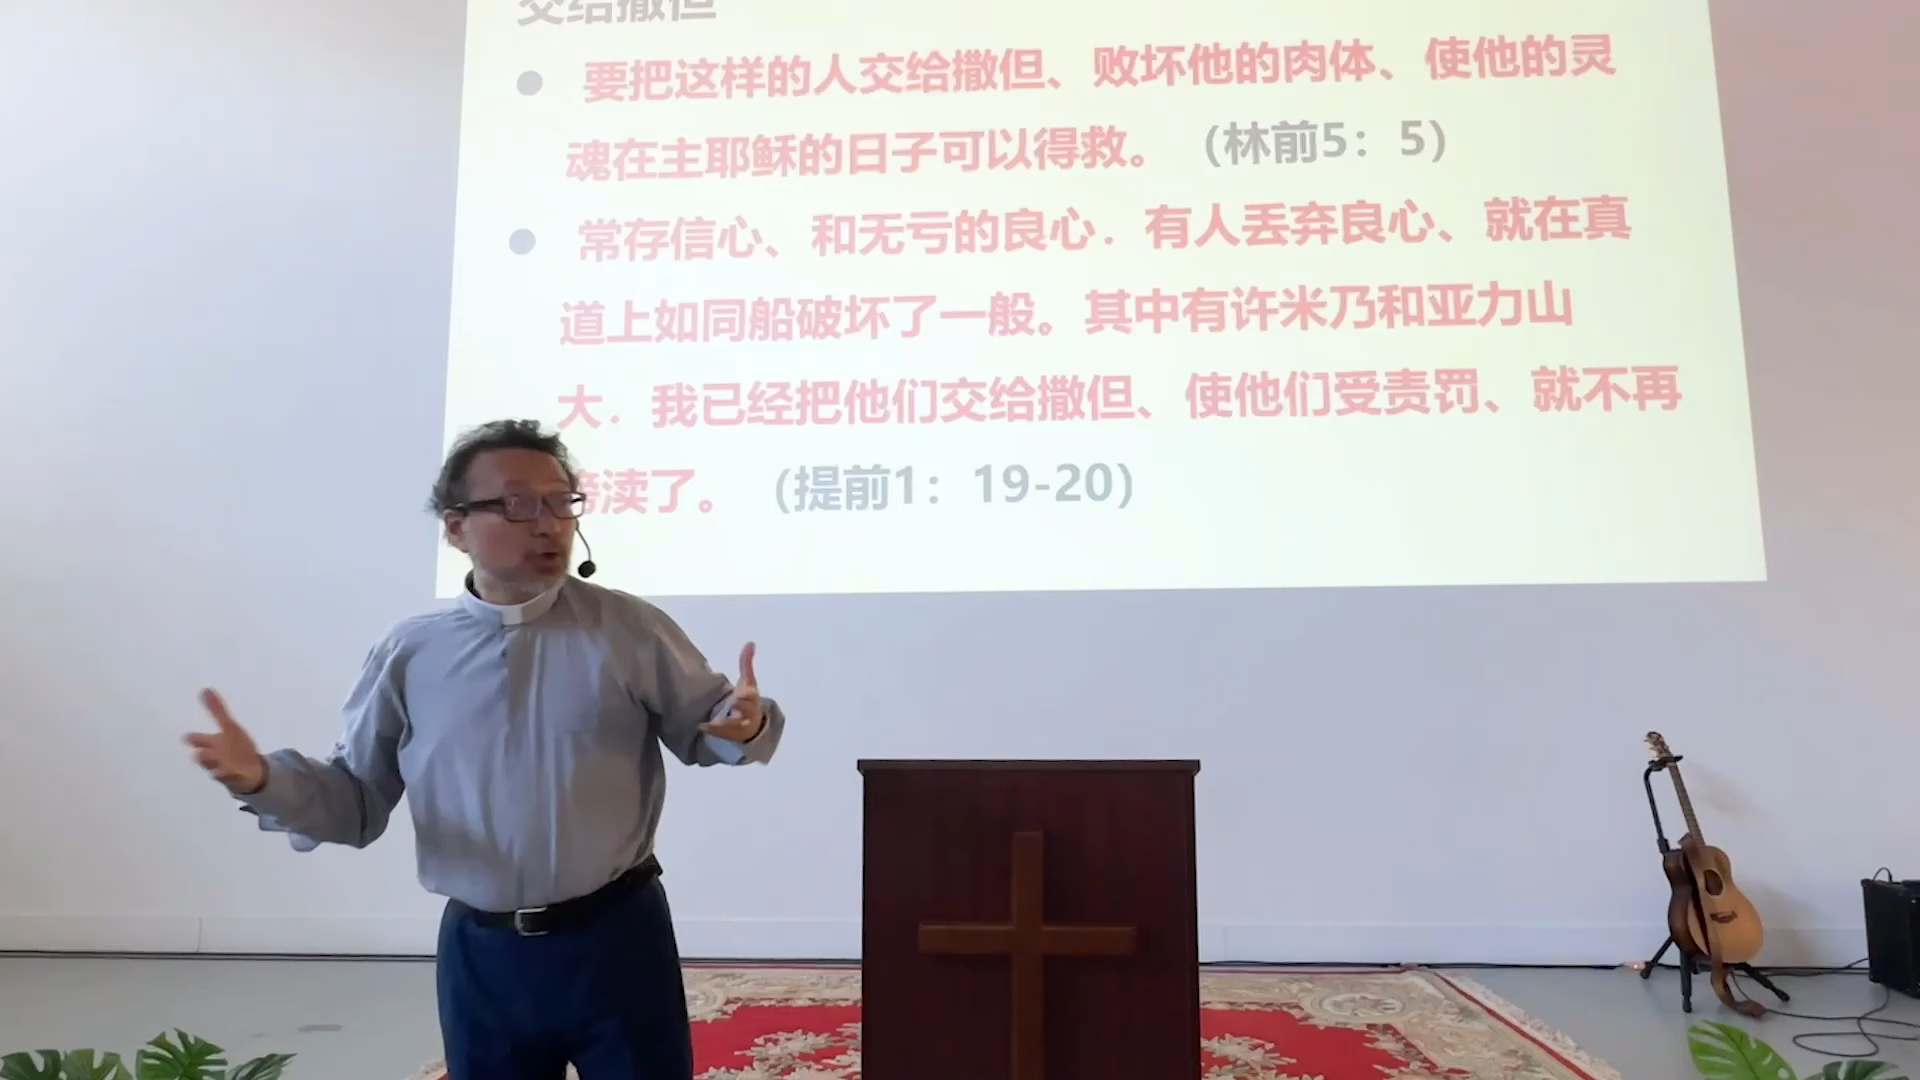 交给撒但
● 要把这样的人交给撒但、败坏他的肉体、使他的灵
魂在主耶稣的日子可以得救。（林前5：5）
● 常存信心、和无亏的良心．有人丢弃良心、就在真
道上如同船破坏了一般。其中有许米乃和亚力山
大．我已经把他们交给撒但、使他们受责罚、就不再
谤渎了。（提前1：19-20）